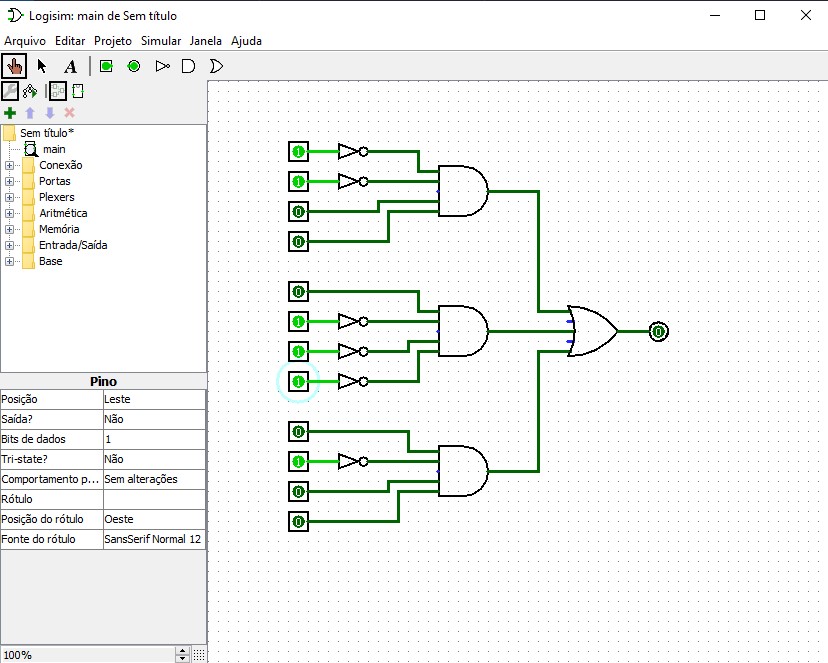 Logisim: main de Sem título
Arquivo Editar Projeto Simular Janela Ajuda
A
Sem título*
main
Conexão
Portas
Plexers
Aritmética
Memória
Entrada/Saída
Base
Pino
Posição Leste
Saída? Não
Bits de dados 1
Tri-state? Não
Comportamento p... Sem alterações
Rótulo
Posição do rótulo Oeste
Fonte do rótulo SansSerif Normal 12
100%
1
1
0
0
0
1
1
1
0
0
1
0
0